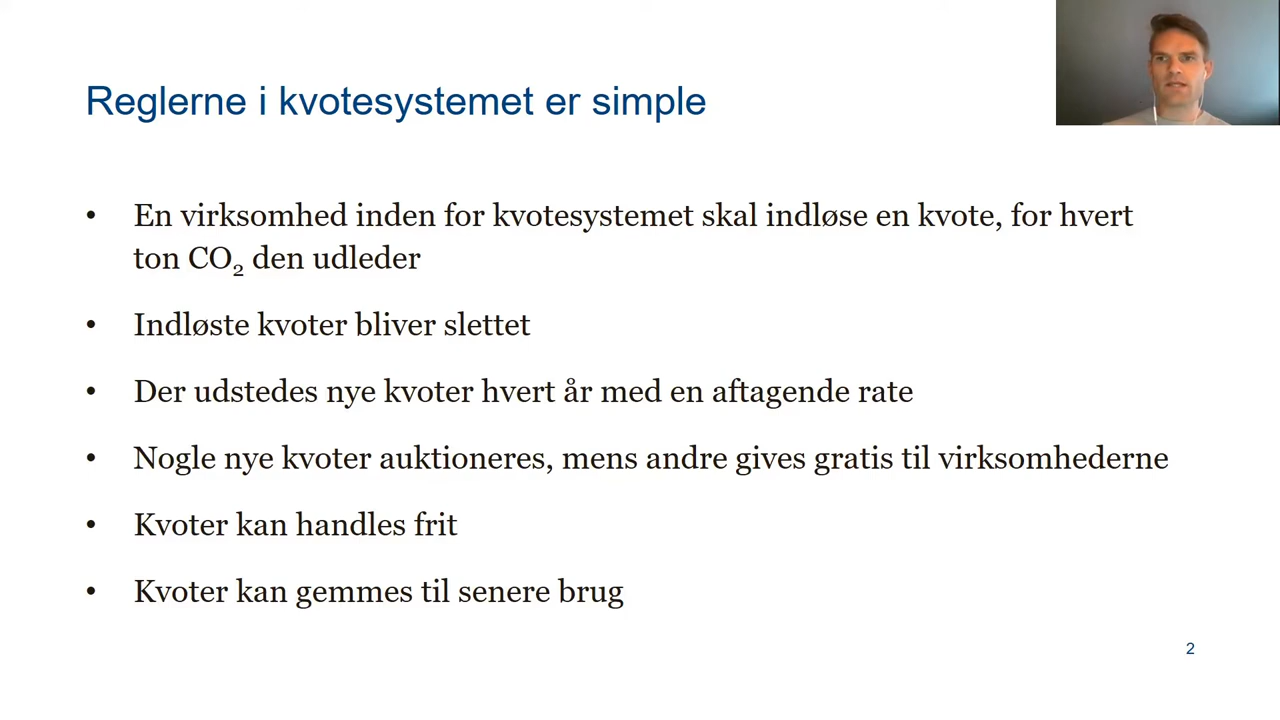 Reglerne i kvotesystemet er simple
• En virksomhed inden for kvotesystemet skal indløse en kvote, for hvert
ton CO₂ den udleder
• Indløste kvoter bliver slettet
• Der udstedes nye kvoter hvert år med en aftagende rate
• Nogle nye kvoter auktioneres, mens andre gives gratis til virksomhederne
• Kvoter kan handles frit
• Kvoter kan gemmes til senere brug
2